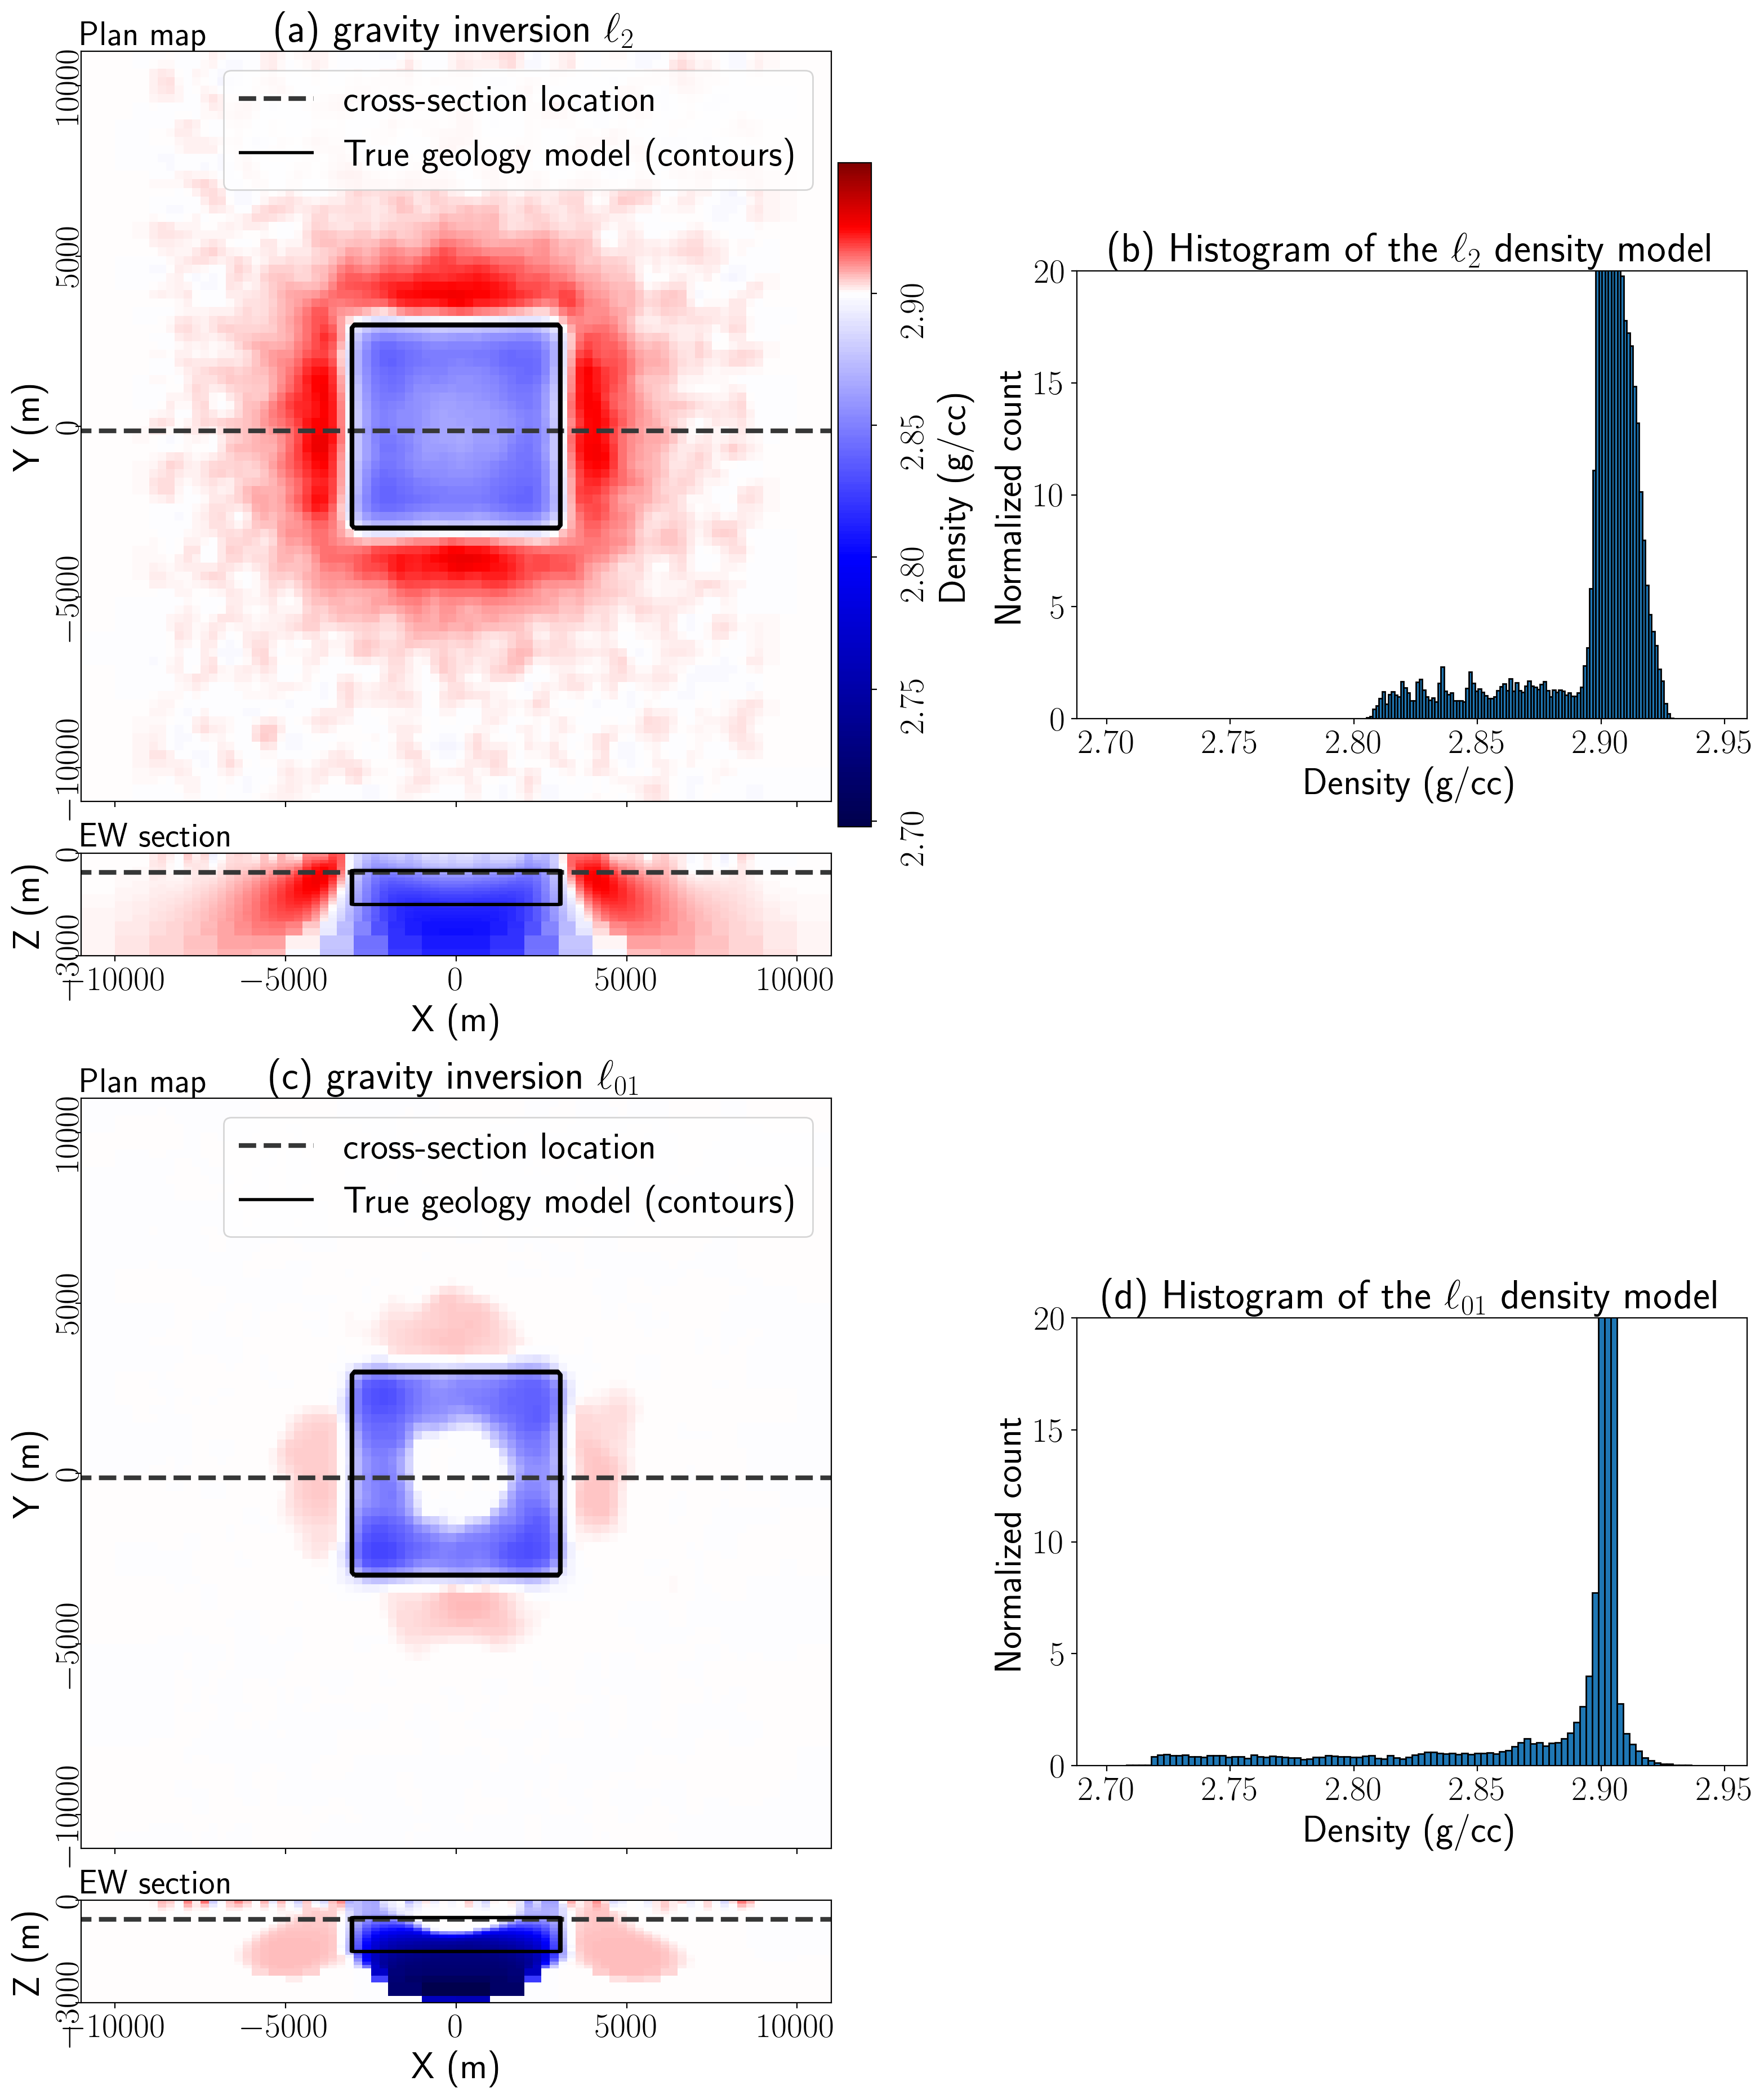 Plan map
(a) gravity inversion ℓ₂
cross-section location
True geology model (contours)
10000
5000
0
−5000
−10000
Y (m)
2.90
2.85
2.80
2.75
2.70
Density (g/cc)
EW section
0
−3000
Z (m)
−10000 −5000 0 5000 10000
X (m)
(b) Histogram of the ℓ₂ density model
20
15
10
5
0
Normalized count
2.70 2.75 2.80 2.85 2.90 2.95
Density (g/cc)
Plan map
(c) gravity inversion ℓ₀₁
cross-section location
True geology model (contours)
10000
5000
0
−5000
−10000
Y (m)
EW section
0
−3000
Z (m)
−10000 −5000 0 5000 10000
X (m)
(d) Histogram of the ℓ₀₁ density model
20
15
10
5
0
Normalized count
2.70 2.75 2.80 2.85 2.90 2.95
Density (g/cc)